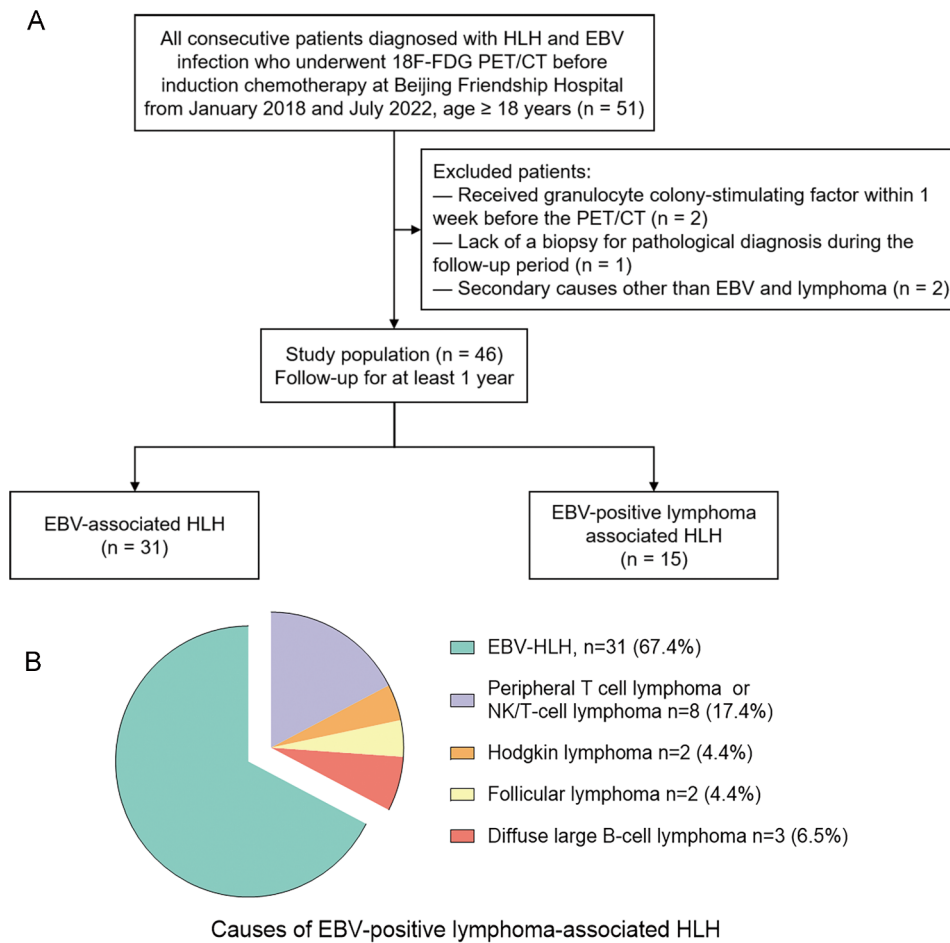 A
All consecutive patients diagnosed with HLH and EBV
infection who underwent 18F-FDG PET/CT before
induction chemotherapy at Beijing Friendship Hospital
from January 2018 and July 2022, age ≥ 18 years (n = 51)
Excluded patients:
— Received granulocyte colony-stimulating factor within 1
week before the PET/CT (n = 2)
— Lack of a biopsy for pathological diagnosis during the
follow-up period (n = 1)
— Secondary causes other than EBV and lymphoma (n = 2)
Study population (n = 46)
Follow-up for at least 1 year
EBV-associated HLH
(n = 31)
EBV-positive lymphoma
associated HLH
(n = 15)
B
EBV-HLH, n=31 (67.4%)
Peripheral T cell lymphoma or
NK/T-cell lymphoma n=8 (17.4%)
Hodgkin lymphoma n=2 (4.4%)
Follicular lymphoma n=2 (4.4%)
Diffuse large B-cell lymphoma n=3 (6.5%)
Causes of EBV-positive lymphoma-associated HLH